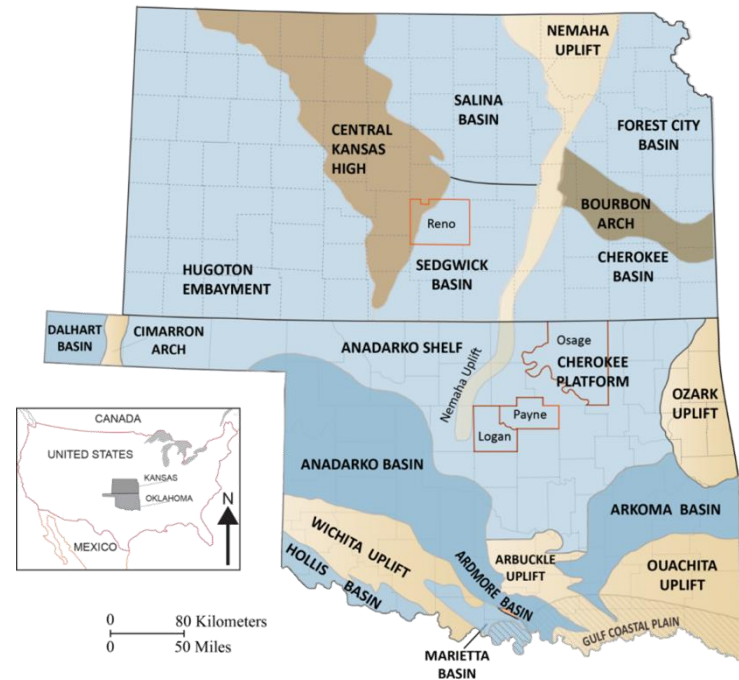 NEMAHA
UPLIFT
SALINA
BASIN
FOREST CITY
BASIN
CENTRAL
KANSAS
HIGH
BOURBON
ARCH
Reno
CHEROKEE
BASIN
SEDGWICK
BASIN
HUGOTON
EMBAYMENT
DALHART
BASIN
CIMARRON
ARCH
ANADARKO SHELF
Nemaha Uplift
Osage
CHEROKEE
PLATFORM
OZARK
UPLIFT
Payne
Logan
CANADA
UNITED STATES
KANSAS
OKLAHOMA
MEXICO
N
ANADARKO BASIN
ARKOMA BASIN
WICHITA UPLIFT
HOLLIS BASIN
ARDMORE BASIN
ARBUCKLE
UPLIFT
OUACHITA
UPLIFT
GULF COASTAL PLAIN
MARIETTA
BASIN
0 80 Kilometers
0 50 Miles